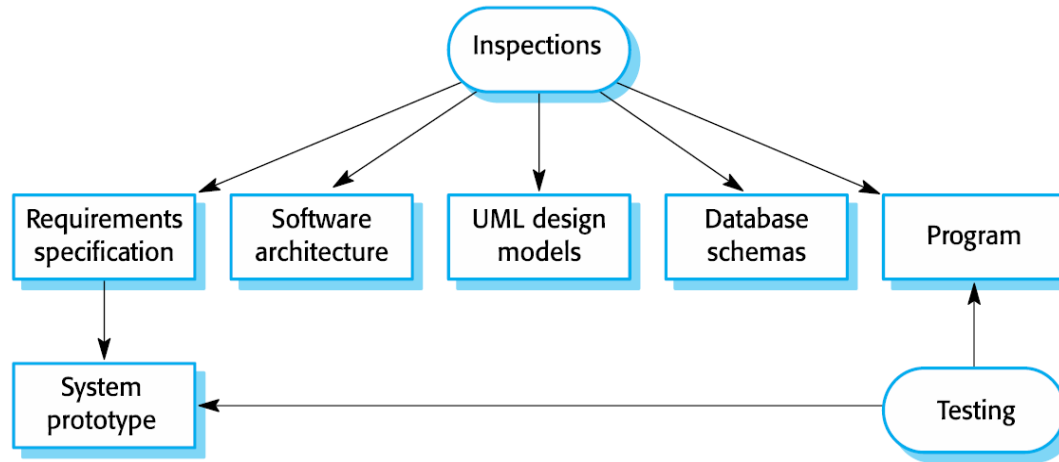 Inspections
Requirements
specification
Software
architecture
UML design
models
Database
schemas
Program
System
prototype
Testing